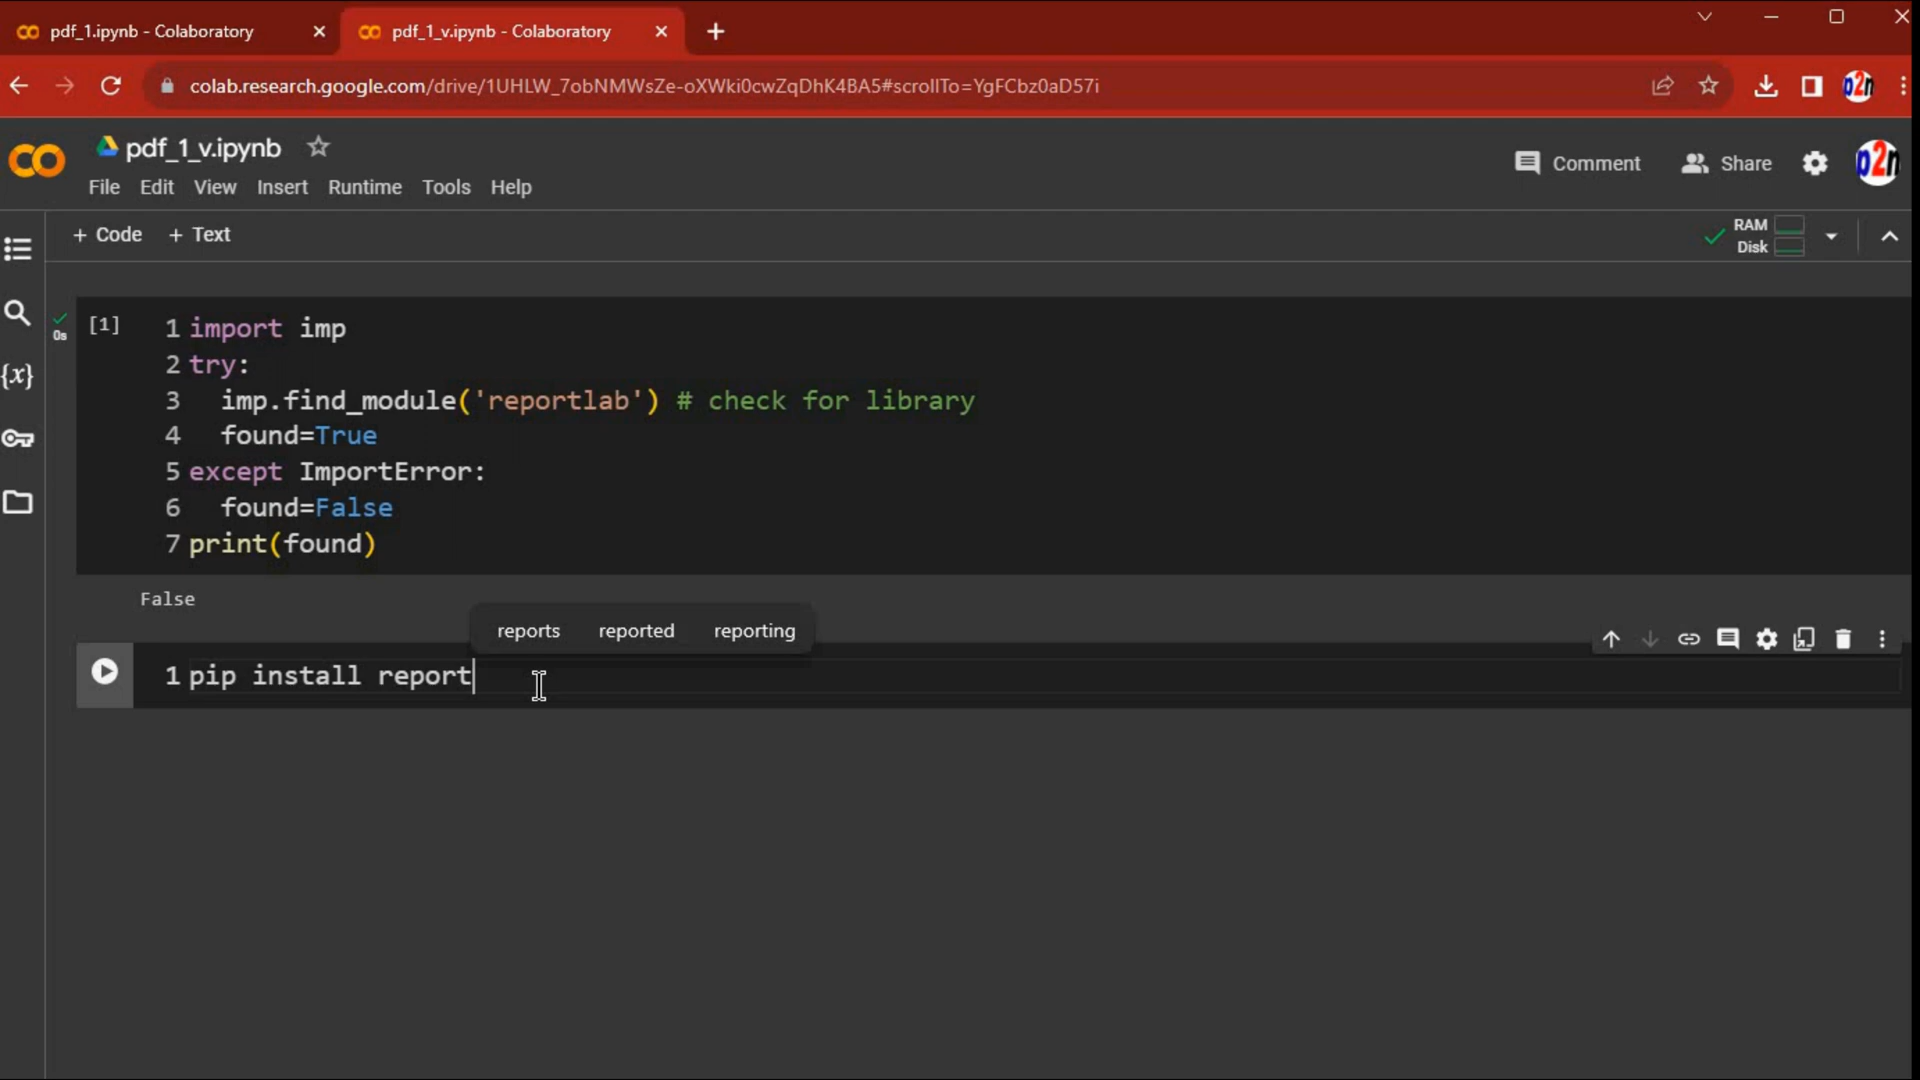 pdf_1.ipynb - Colaboratory
pdf_1_v.ipynb - Colaboratory
colab.research.google.com/drive/1UHLW_7obNMWsZe-oXWki0cwZqDhK4BA5#scrollTo=YgFCbz0aD57i
o2n
pdf_1_v.ipynb
Comment
Share
o2n
File Edit View Insert Runtime Tools Help
+ Code + Text
RAM
Disk
{x}
0s
[1]
1 import imp
2 try:
3 imp.find_module('reportlab') # check for library
4 found=True
5 except ImportError:
6 found=False
7 print(found)
False
reports reported reporting
1 pip install report